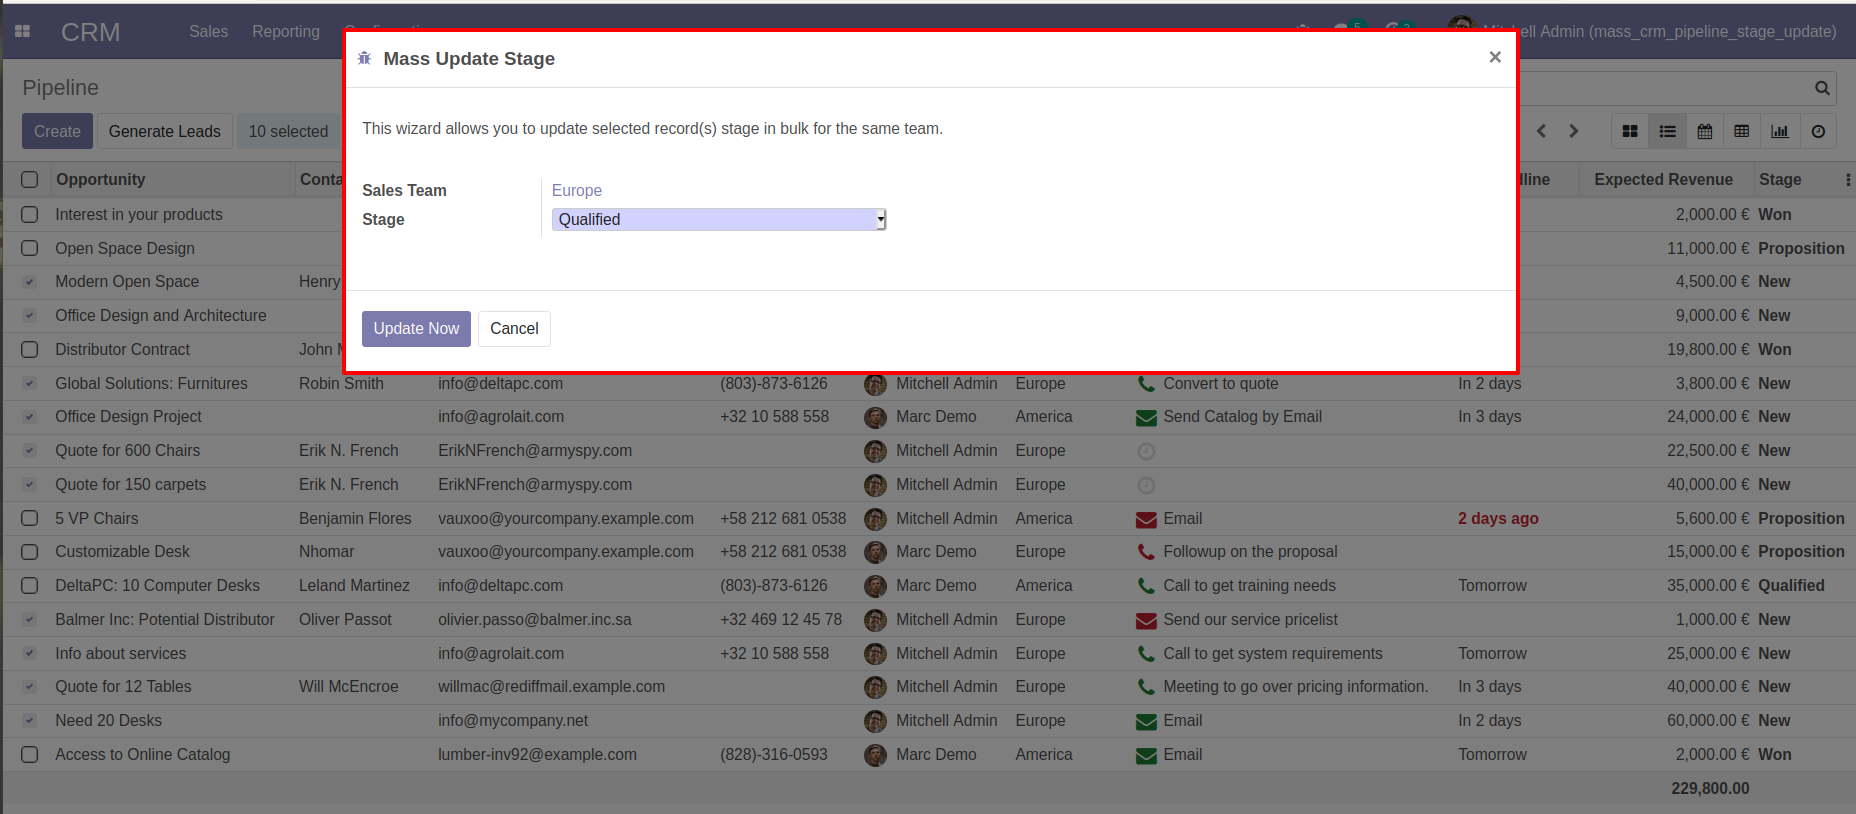 CRM Sales Reporting 5 2 Mitchell Admin (mass_crm_pipeline_stage_update)
Mass Update Stage ×
Pipeline
Create Generate Leads 10 selected
This wizard allows you to update selected record(s) stage in bulk for the same team.
Sales Team Europe
Stage Qualified
Update Now Cancel
Opportunity Expected Revenue Stage
Interest in your products 2,000.00 € Won
Open Space Design 11,000.00 € Proposition
Modern Open Space Henry 4,500.00 € New
Office Design and Architecture 9,000.00 € New
Distributor Contract John 19,800.00 € Won
Global Solutions: Furnitures Robin Smith info@deltapc.com (803)-873-6126 Mitchell Admin Europe Convert to quote In 2 days 3,800.00 € New
Office Design Project info@agrolait.com +32 10 588 558 Marc Demo America Send Catalog by Email In 3 days 24,000.00 € New
Quote for 600 Chairs Erik N. French ErikNFrench@armyspy.com Mitchell Admin Europe 22,500.00 € New
Quote for 150 carpets Erik N. French ErikNFrench@armyspy.com Mitchell Admin Europe 40,000.00 € New
5 VP Chairs Benjamin Flores vauxoo@yourcompany.example.com +58 212 681 0538 Mitchell Admin America Email 2 days ago 5,600.00 € Proposition
Customizable Desk Nhomar vauxoo@yourcompany.example.com +58 212 681 0538 Marc Demo Europe Followup on the proposal 15,000.00 € Proposition
DeltaPC: 10 Computer Desks Leland Martinez info@deltapc.com (803)-873-6126 Marc Demo America Call to get training needs Tomorrow 35,000.00 € Qualified
Balmer Inc: Potential Distributor Oliver Passot olivier.passo@balmer.inc.sa +32 469 12 45 78 Mitchell Admin Europe Send our service pricelist 1,000.00 € New
Info about services info@agrolait.com +32 10 588 558 Mitchell Admin Europe Call to get system requirements Tomorrow 25,000.00 € New
Quote for 12 Tables Will McEncroe willmac@rediffmail.example.com Mitchell Admin Europe Meeting to go over pricing information. In 3 days 40,000.00 € New
Need 20 Desks info@mycompany.net Mitchell Admin Europe Email In 2 days 60,000.00 € New
Access to Online Catalog lumber-inv92@example.com (828)-316-0593 Marc Demo America Email Tomorrow 2,000.00 € Won
229,800.00